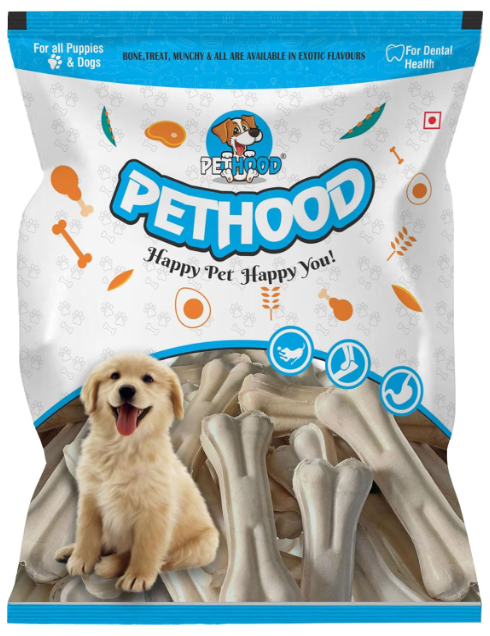 For all Puppies
& Dogs
BONE,TREAT, MUNCHY & ALL ARE AVAILABLE IN EXOTIC FLAVOURS
For Dental
Health
PETHOOD®
PETHOOD
Happy Pet Happy You!